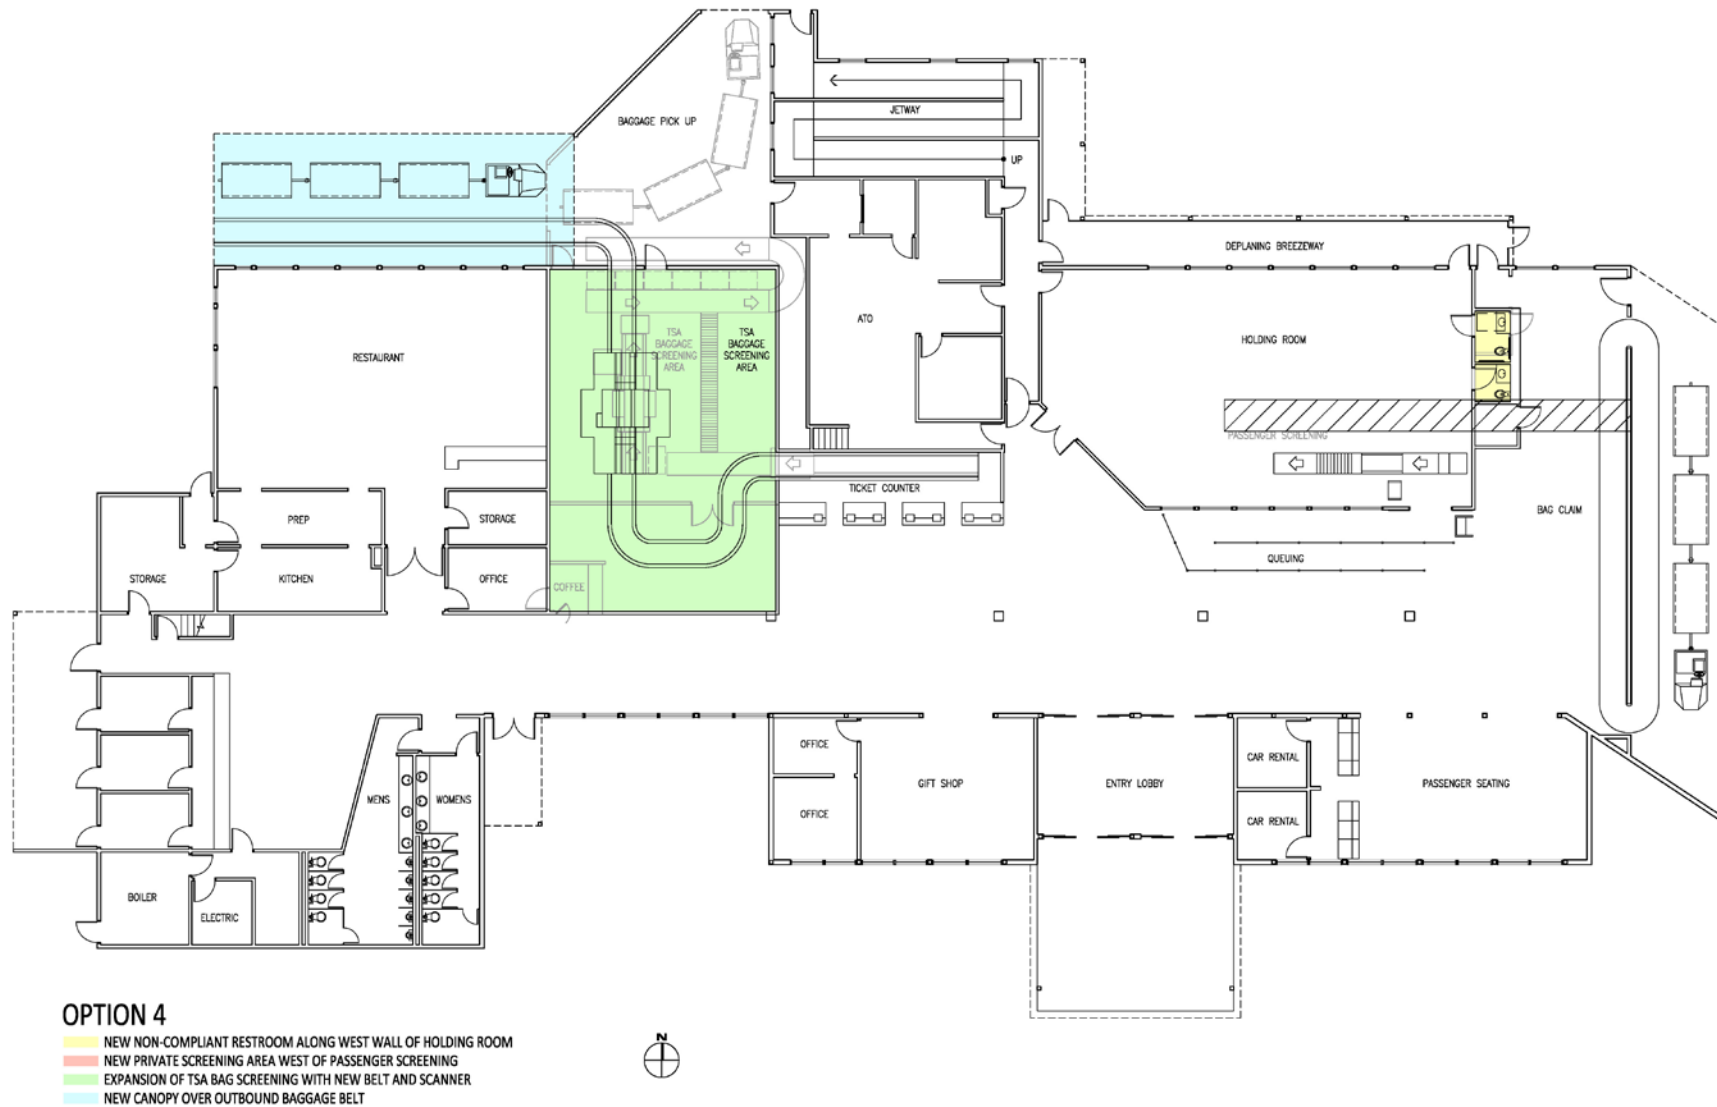 BAGGAGE PICK UP
JETWAY
UP
DEPLANING BREEZEWAY
ATO
RESTAURANT
TSA
BAGGAGE
SCREENING
AREA
TSA
BAGGAGE
SCREENING
AREA
HOLDING ROOM
PASSENGER SCREENING
TICKET COUNTER
BAG CLAIM
PREP
STORAGE
QUEUING
STORAGE
KITCHEN
OFFICE
COFFEE
OFFICE
CAR RENTAL
GIFT SHOP
ENTRY LOBBY
PASSENGER SEATING
MENS
WOMENS
OFFICE
CAR RENTAL
BOILER
ELECTRIC
OPTION 4
N
NEW NON-COMPLIANT RESTROOM ALONG WEST WALL OF HOLDING ROOM
NEW PRIVATE SCREENING AREA WEST OF PASSENGER SCREENING
EXPANSION OF TSA BAG SCREENING WITH NEW BELT AND SCANNER
NEW CANOPY OVER OUTBOUND BAGGAGE BELT